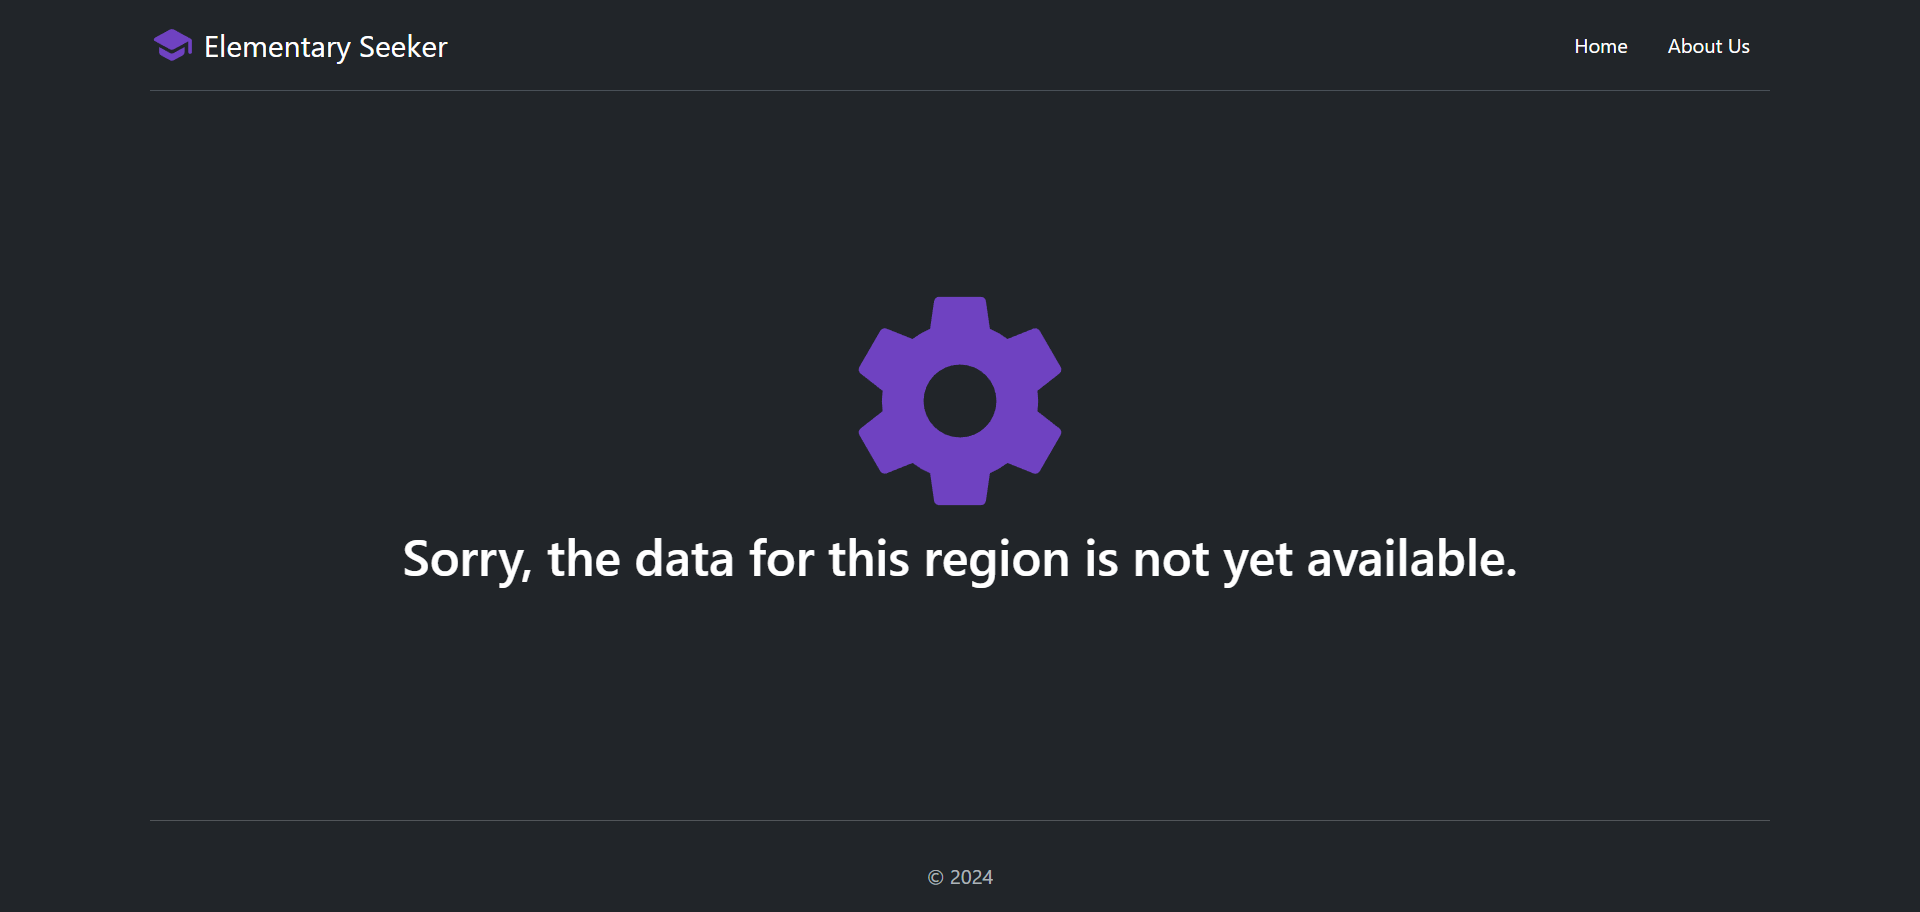 Elementary Seeker
Home
About Us
Sorry, the data for this region is not yet available.
© 2024